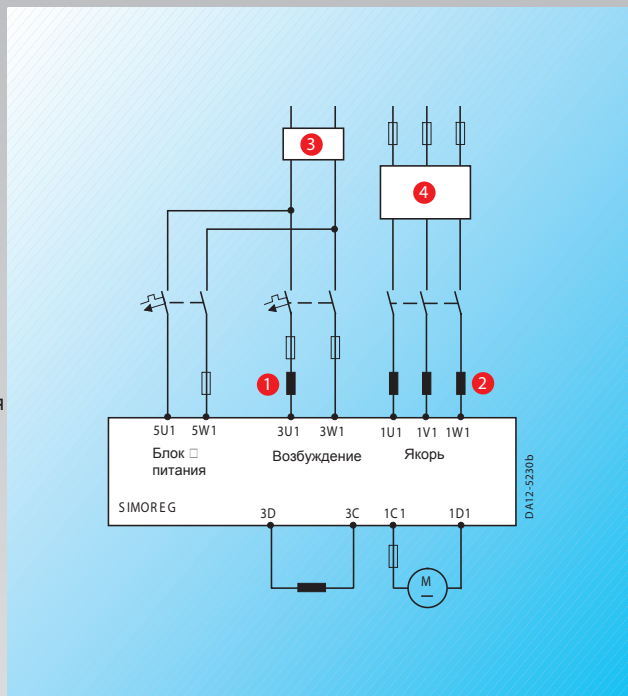 3
4
1
2
я
5U1 5W1 3U1 3W1 1U1 1V1 1W1
Блок □
питания
Возбуждение
Якорь
SIMOREG
3D 3C 1C1 1D1
M
DA12-5230b